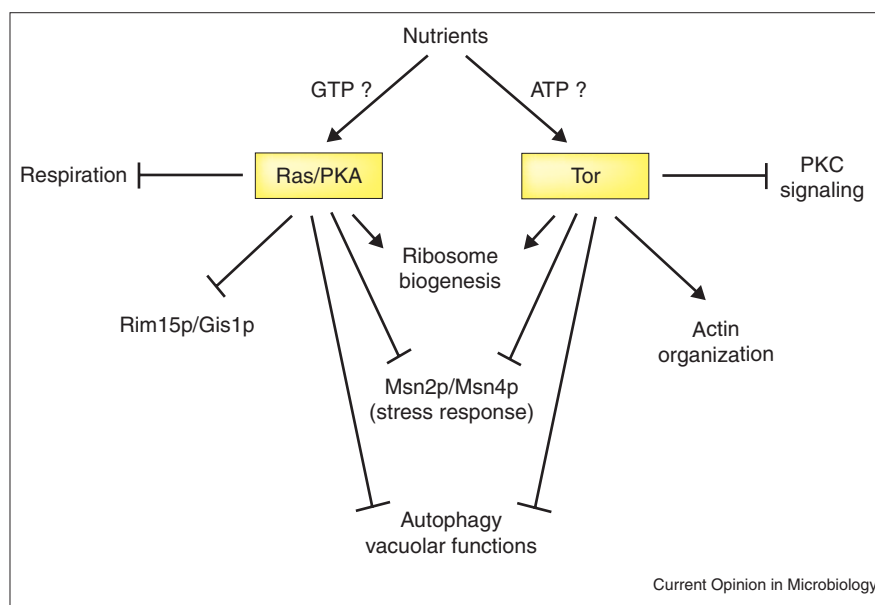 Nutrients
GTP ?
ATP ?
Respiration
Ras/PKA
Tor
PKC
signaling
Ribosome
biogenesis
Rim15p/Gis1p
Actin
organization
Msn2p/Msn4p
(stress response)
Autophagy
vacuolar functions
Current Opinion in Microbiology